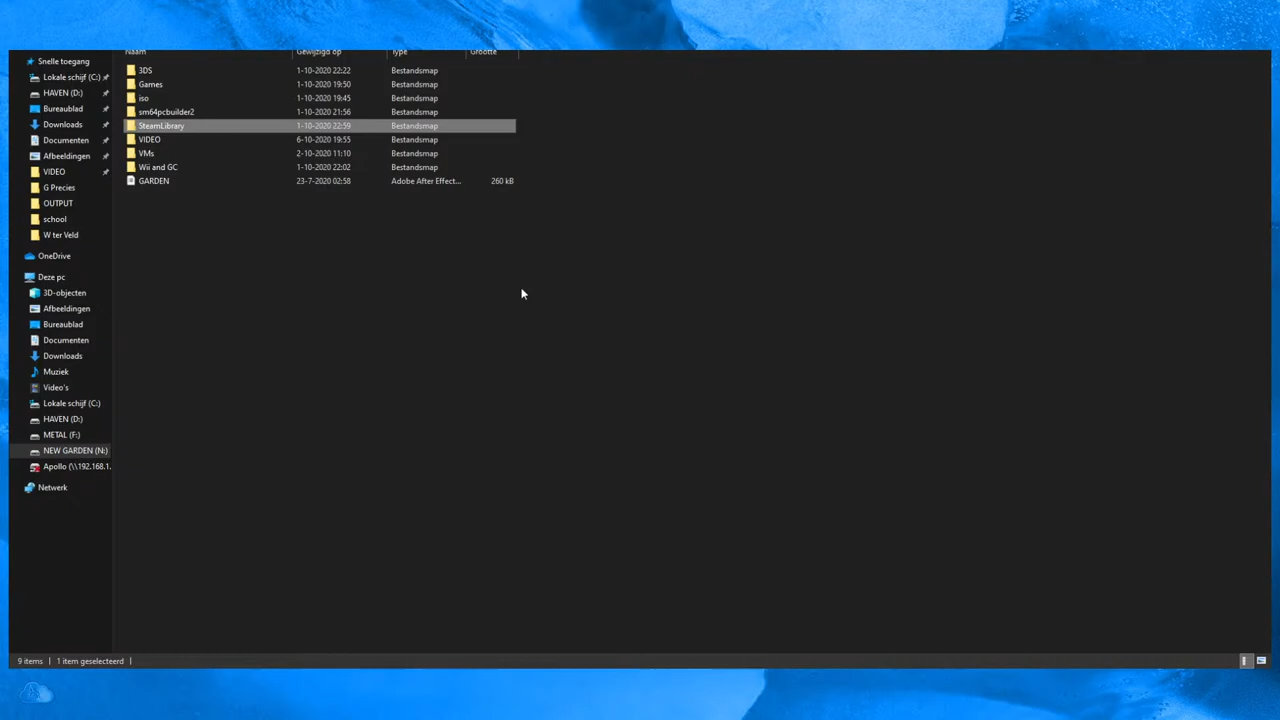 Naam Gewijzigd op Type Grootte
Snelle toegang
Lokale schijf (C:)
HAVEN (D:)
Bureaublad
Downloads
Documenten
Afbeeldingen
VIDEO
G Precies
OUTPUT
school
W ter Veld
OneDrive
Deze pc
3D-objecten
Afbeeldingen
Bureaublad
Documenten
Downloads
Muziek
Video's
Lokale schijf (C:)
HAVEN (D:)
METAL (F:)
NEW GARDEN (N:)
Apollo (\\192.168.1.
Netwerk
3DS 1-10-2020 22:22 Bestandsmap
Games 1-10-2020 19:50 Bestandsmap
iso 1-10-2020 19:45 Bestandsmap
sm64pcbuilder2 1-10-2020 21:56 Bestandsmap
SteamLibrary 1-10-2020 22:59 Bestandsmap
VIDEO 6-10-2020 19:55 Bestandsmap
VMs 2-10-2020 11:10 Bestandsmap
Wii and GC 1-10-2020 22:02 Bestandsmap
GARDEN 23-7-2020 02:58 Adobe After Effect... 260 kB
9 items 1 item geselecteerd